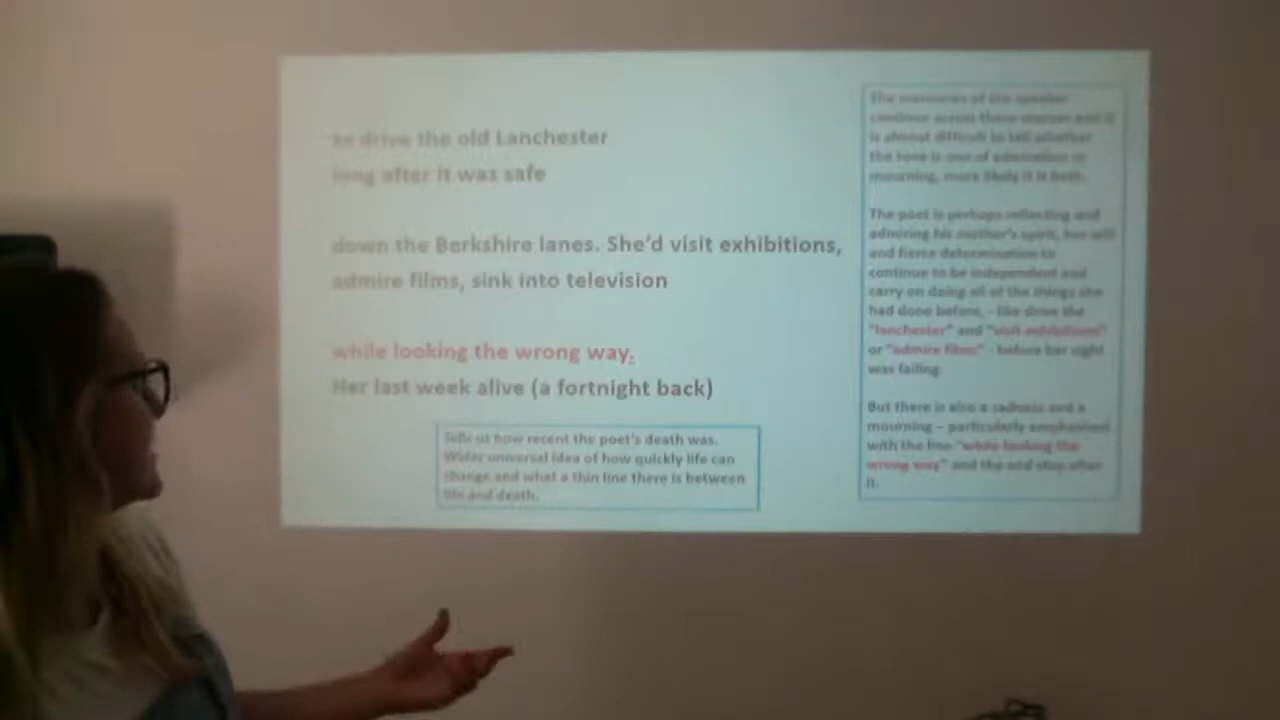 to drive the old Lanchester
long after it was safe
down the Berkshire lanes. She'd visit exhibitions,
admire films, sink into television
while looking the wrong way.
Her last week alive (a fortnight back)
Tells us how recent the poet's death was.
Wider universal idea of how quickly life can
change and what a thin line there is between
life and death.
The memories of the speaker
continue across these stanzas and it
is almost difficult to tell whether
the tone is one of admiration or
mourning, more likely it is both.
The poet is perhaps reflecting and
admiring his mother's spirit, her will
and fierce determination to
continue to be independent and
carry on doing all of the things she
had done before, - like drive the
"lanchester" and "visit exhibitions"
or "admire films" - before her sight
was failing.
But there is also a sadness and a
mourning – particularly emphasised
with the line "while looking the
wrong way" and the end stop after
it.